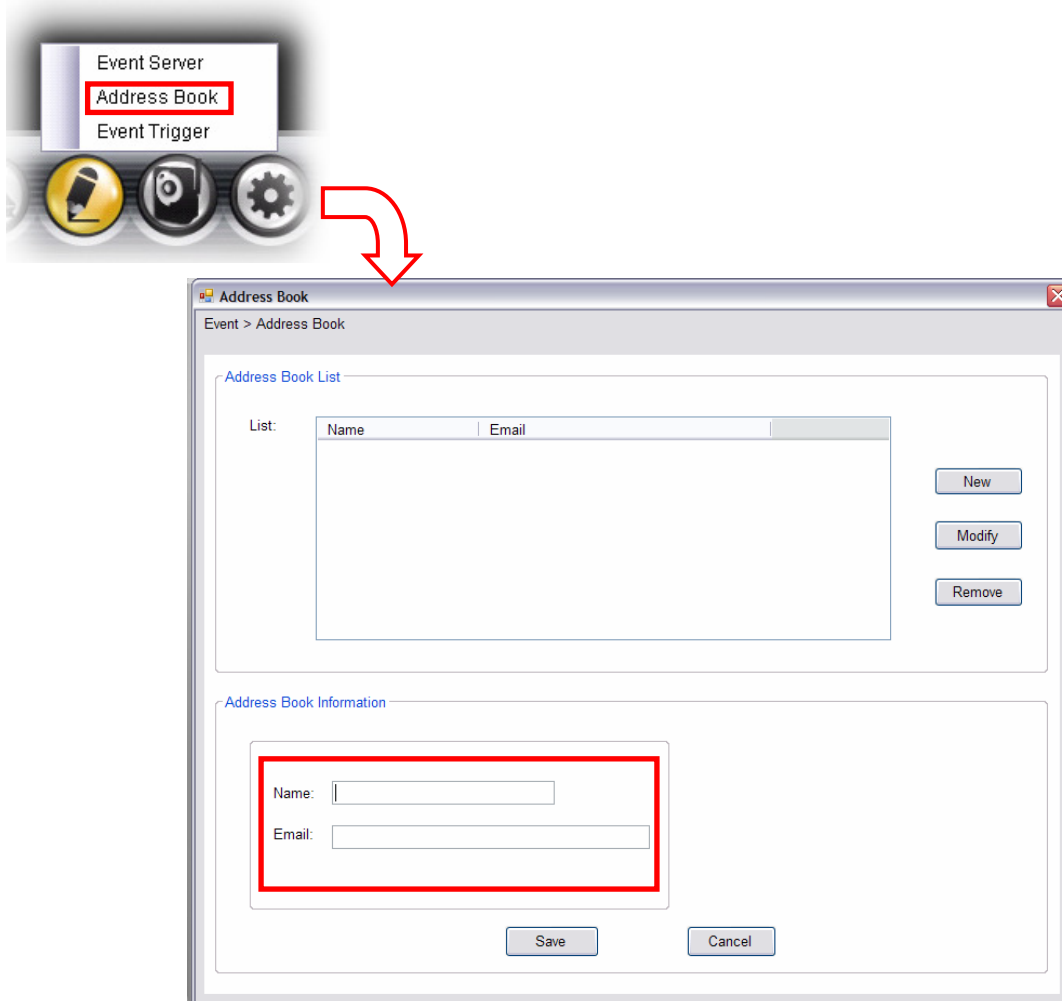 Event Server
Address Book
Event Trigger
Address Book
Event > Address Book
Address Book List
List:
Name Email
New
Modify
Remove
Address Book Information
Name:
Email:
Save Cancel